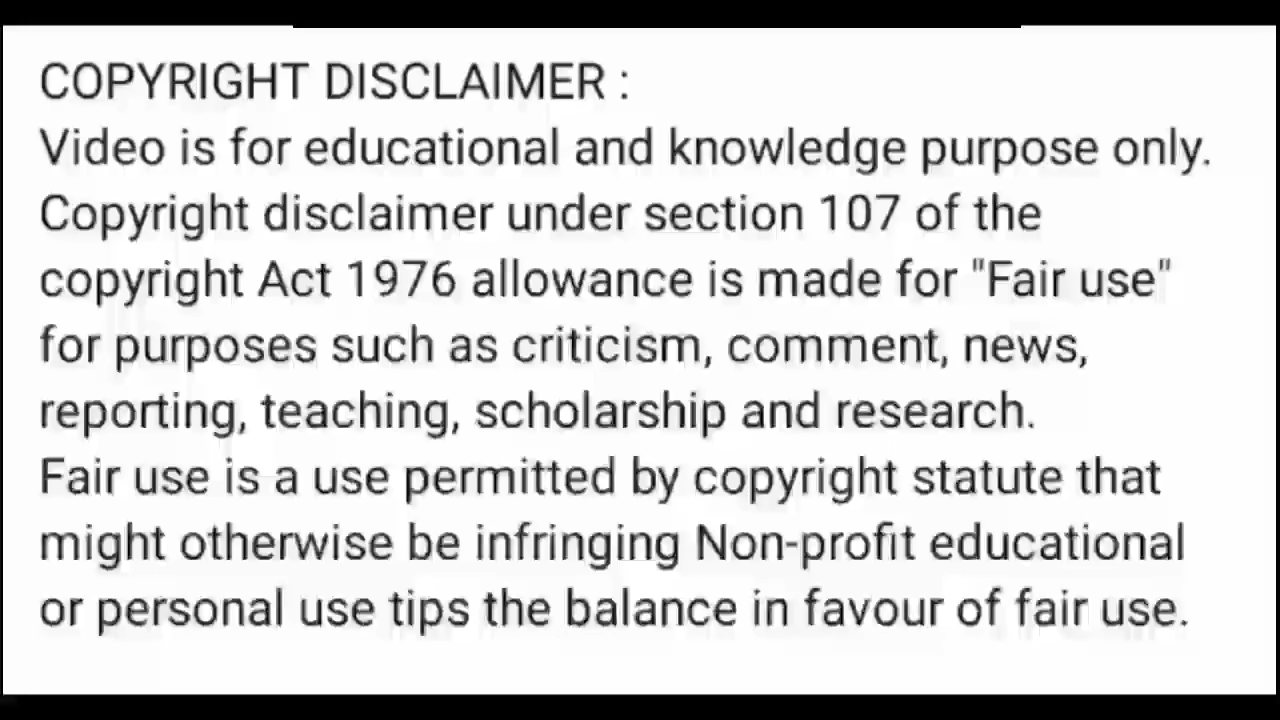 COPYRIGHT DISCLAIMER :
Video is for educational and knowledge purpose only.
Copyright disclaimer under section 107 of the
copyright Act 1976 allowance is made for "Fair use"
for purposes such as criticism, comment, news,
reporting, teaching, scholarship and research.
Fair use is a use permitted by copyright statute that
might otherwise be infringing Non-profit educational
or personal use tips the balance in favour of fair use.